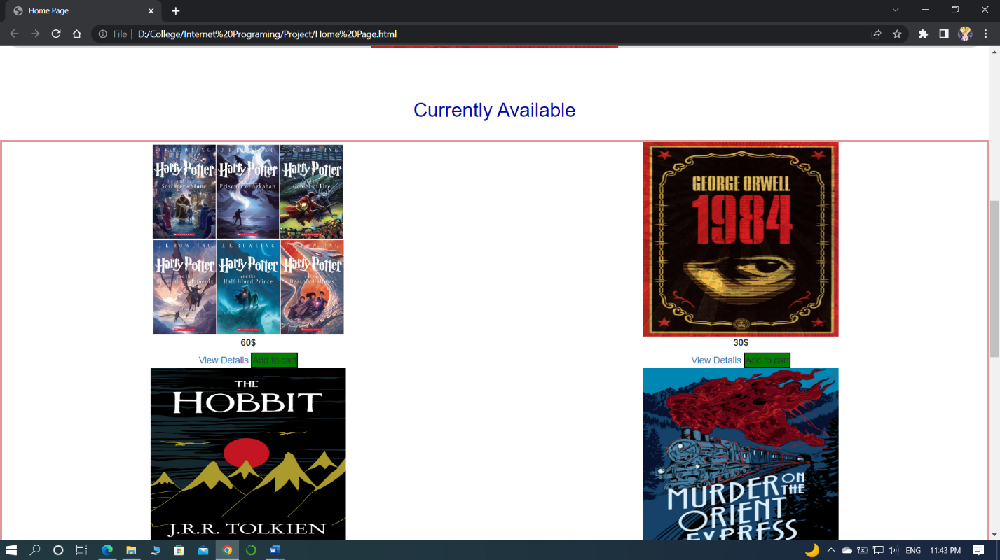 Home Page
File
D:/College/Internet%20Programing/Project/Home%20Page.html
Currently Available
J. K. ROWLING J. K. ROWLING J. K. ROWLING
Harry Potter Harry Potter Harry Potter
and the Sorcerer's Stone
and the Prisoner of Azkaban
and the Goblet of Fire
J. K. ROWLING J. K. ROWLING J. K. ROWLING
Harry Potter Harry Potter Harry Potter
and the Order of the Phoenix
and the Half-Blood Prince
and the Deathly Hallows
GEORGE ORWELL
1984
60$
30$
View Details Add to cart
View Details Add to cart
THE
HOBBIT
J.R.R. TOLKIEN
MURDER ON
THE
ORIENT
EXPRESS
ENG
11:43 PM